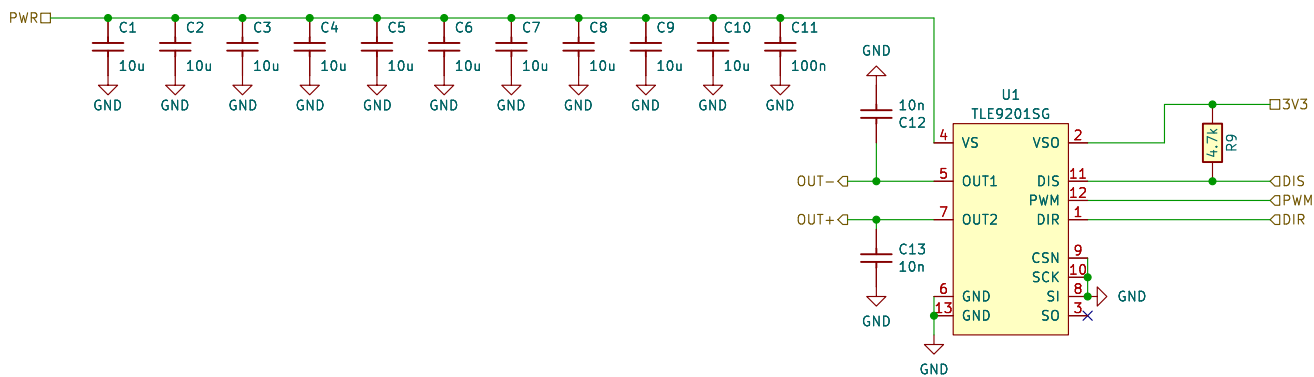 PWR
C1 C2 C3 C4 C5 C6 C7 C8 C9 C10 C11
10u 10u 10u 10u 10u 10u 10u 10u 10u 10u 100n
GND GND GND GND GND GND GND GND GND GND GND
GND
10n
C12
U1
TLE9201SG
3V3
4.7k
R9
4 VS VSO 2
OUT- 5 OUT1 DIS 11 DIS
PWM 12 PWM
OUT+ 7 OUT2 DIR 1 DIR
C13
10n
GND
CSN 9
SCK 10
6 GND SI 8 GND
13 GND SO 3
GND